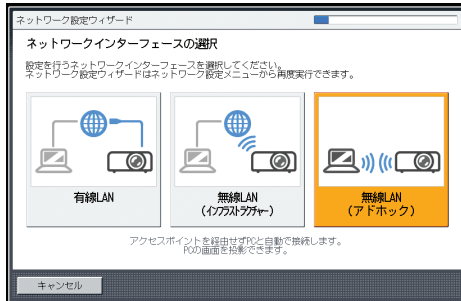 ネットワーク設定ウィザード
ネットワークインターフェースの選択
設定を行うネットワークインターフェースを選択してください。
ネットワーク設定ウィザードはネットワーク設定メニューから再度実行できます。
有線LAN
無線LAN
(インフラストラクチャー)
無線LAN
(アドホック)
アクセスポイントを経由せずPCと自動で接続します。
PCの画面を投影できます。
キャンセル